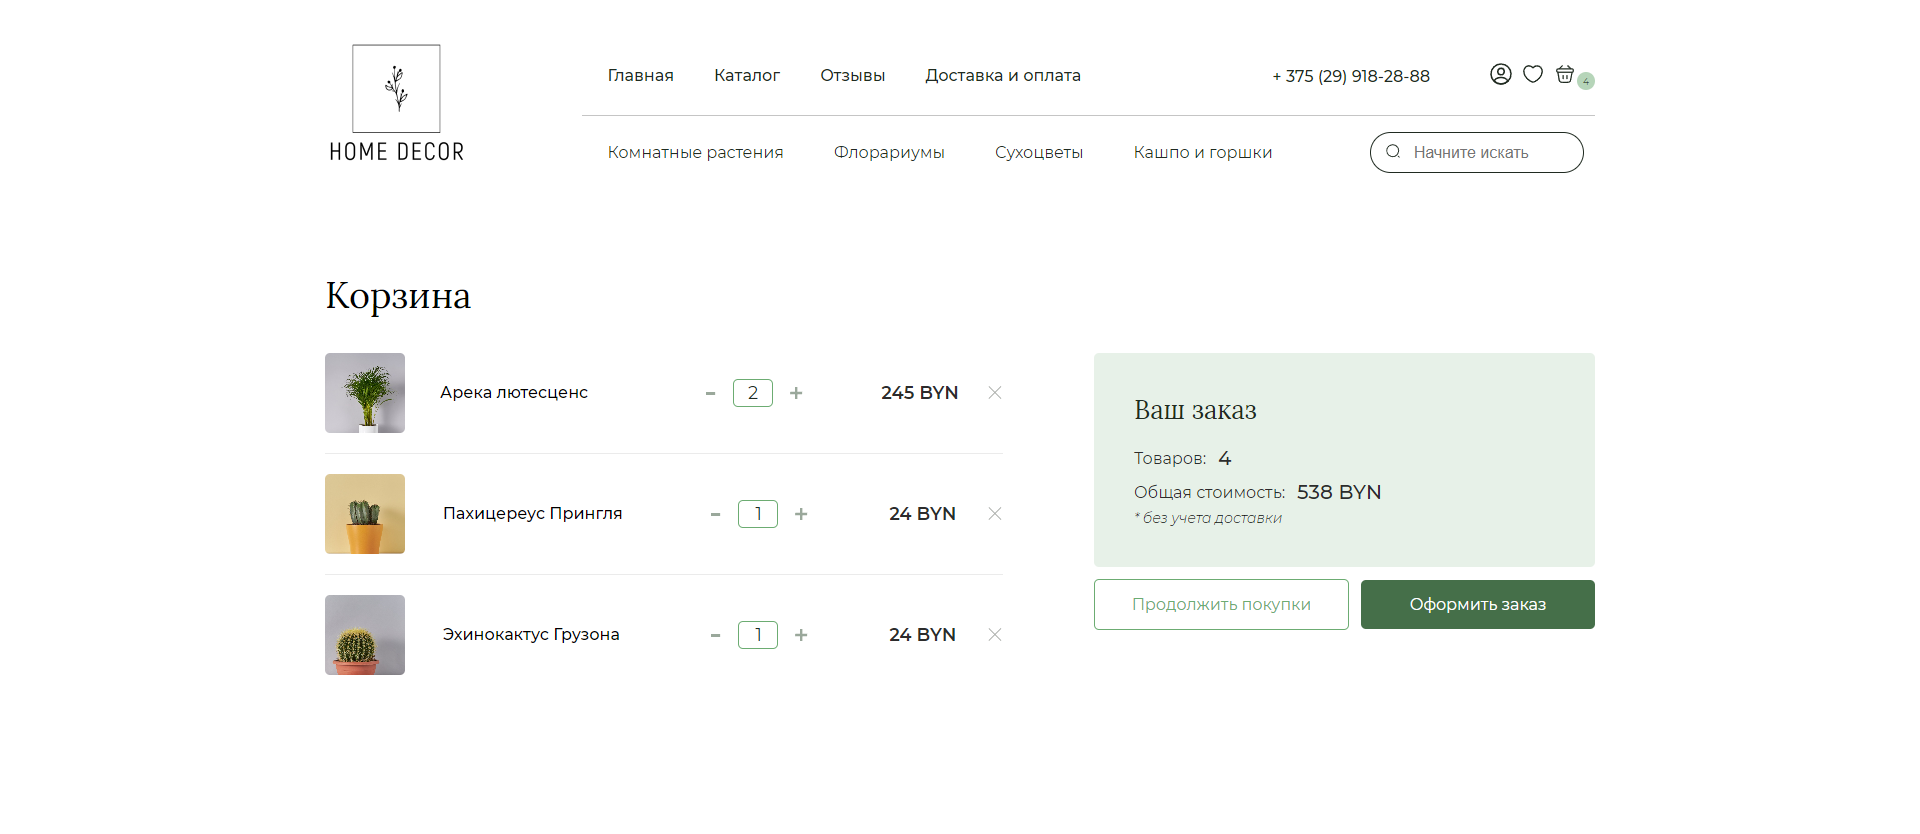 Главная Каталог Отзывы Доставка и оплата + 375 (29) 918-28-88 4
HOME DECOR
Комнатные растения Флорариумы Сухоцветы Кашпо и горшки Начните искать
Корзина
Арека лютесценс - 2 + 245 BYN
Пахицереус Прингля - 1 + 24 BYN
Эхинокактус Грузона - 1 + 24 BYN
Ваш заказ
Товаров: 4
Общая стоимость: 538 BYN
* без учета доставки
Продолжить покупки Оформить заказ